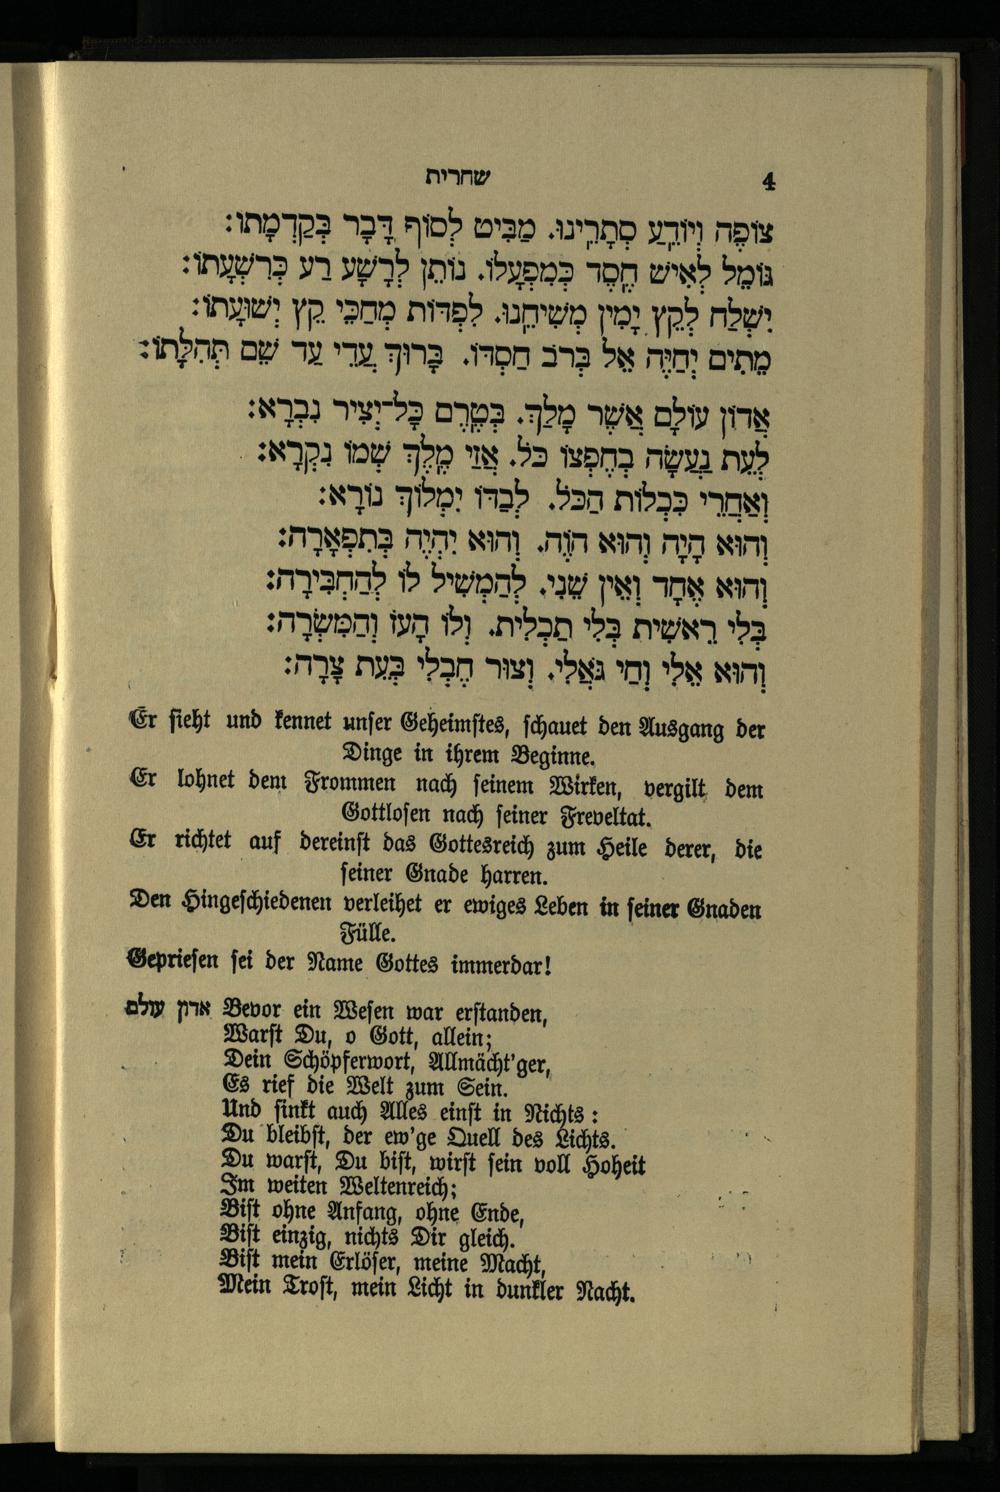 4 שחרית
צוֹפֶה וְיוֹדֵעַ סְתָרֵינוּ. מַבִּיט לְסוֹף דָּבָר בְּקַדְמָתוֹ:
גּוֹמֵל לְאִישׁ חֶסֶד כְּמִפְעָלוֹ. נוֹתֵן לְרָשָׁע רַע כְּרִשְׁעָתוֹ:
יִשְׁלַח לְקֵץ יָמִין מְשִׁיחֵנוּ. לִפְדּוֹת מְחַכֵּי קֵץ יְשׁוּעָתוֹ:
מֵתִים יְחַיֶּה אֵל בְּרֹב חַסְדּוֹ. בָּרוּךְ עֲדֵי עַד שֵׁם תְּהִלָּתוֹ:
אֲדוֹן עוֹלָם אֲשֶׁר מָלַךְ. בְּטֶרֶם כָּל־יְצִיר נִבְרָא:
לְעֵת נַעֲשָׂה בְחֶפְצוֹ כֹּל. אֲזַי מֶלֶךְ שְׁמוֹ נִקְרָא:
וְאַחֲרֵי כִּכְלוֹת הַכֹּל. לְבַדּוֹ יִמְלוֹךְ נוֹרָא:
וְהוּא הָיָה וְהוּא הוֹוֶה. וְהוּא יִהְיֶה בְּתִפְאָרָה:
וְהוּא אֶחָד וְאֵין שֵׁנִי. לְהַמְשִׁיל לוֹ לְהַחְבִּירָה:
בְּלִי רֵאשִׁית בְּלִי תַכְלִית. וְלוֹ הָעֹז וְהַמִּשְׂרָה:
וְהוּא אֵלִי וְחַי גֹּאֲלִי. וְצוּר חֶבְלִי בְּעֵת צָרָה:
Er sieht und kennet unser Geheimstes, schauet den Ausgang der
Dinge in ihrem Beginne.
Er lohnet dem Frommen nach seinem Wirken, vergilt dem
Gottlosen nach seiner Freveltat.
Er richtet auf dereinst das Gottesreich zum Heile derer, die
seiner Gnade harren.
Den Hingeschiedenen verleihet er ewiges Leben in seiner Gnaden
Fülle.
Gepriesen sei der Name Gottes immerdar!
אדון עולם Bevor ein Wesen war erstanden,
Warst Du, o Gott, allein;
Dein Schöpferwort, Allmächt'ger,
Es rief die Welt zum Sein.
Und sinkt auch Alles einst in Nichts:
Du bleibst, der ew'ge Quell des Lichts.
Du warst, Du bist, wirst sein voll Hoheit
Im weiten Weltenreich;
Bist ohne Anfang, ohne Ende,
Bist einzig, nichts Dir gleich.
Bist mein Erlöser, meine Macht,
Mein Trost, mein Licht in dunkler Nacht.